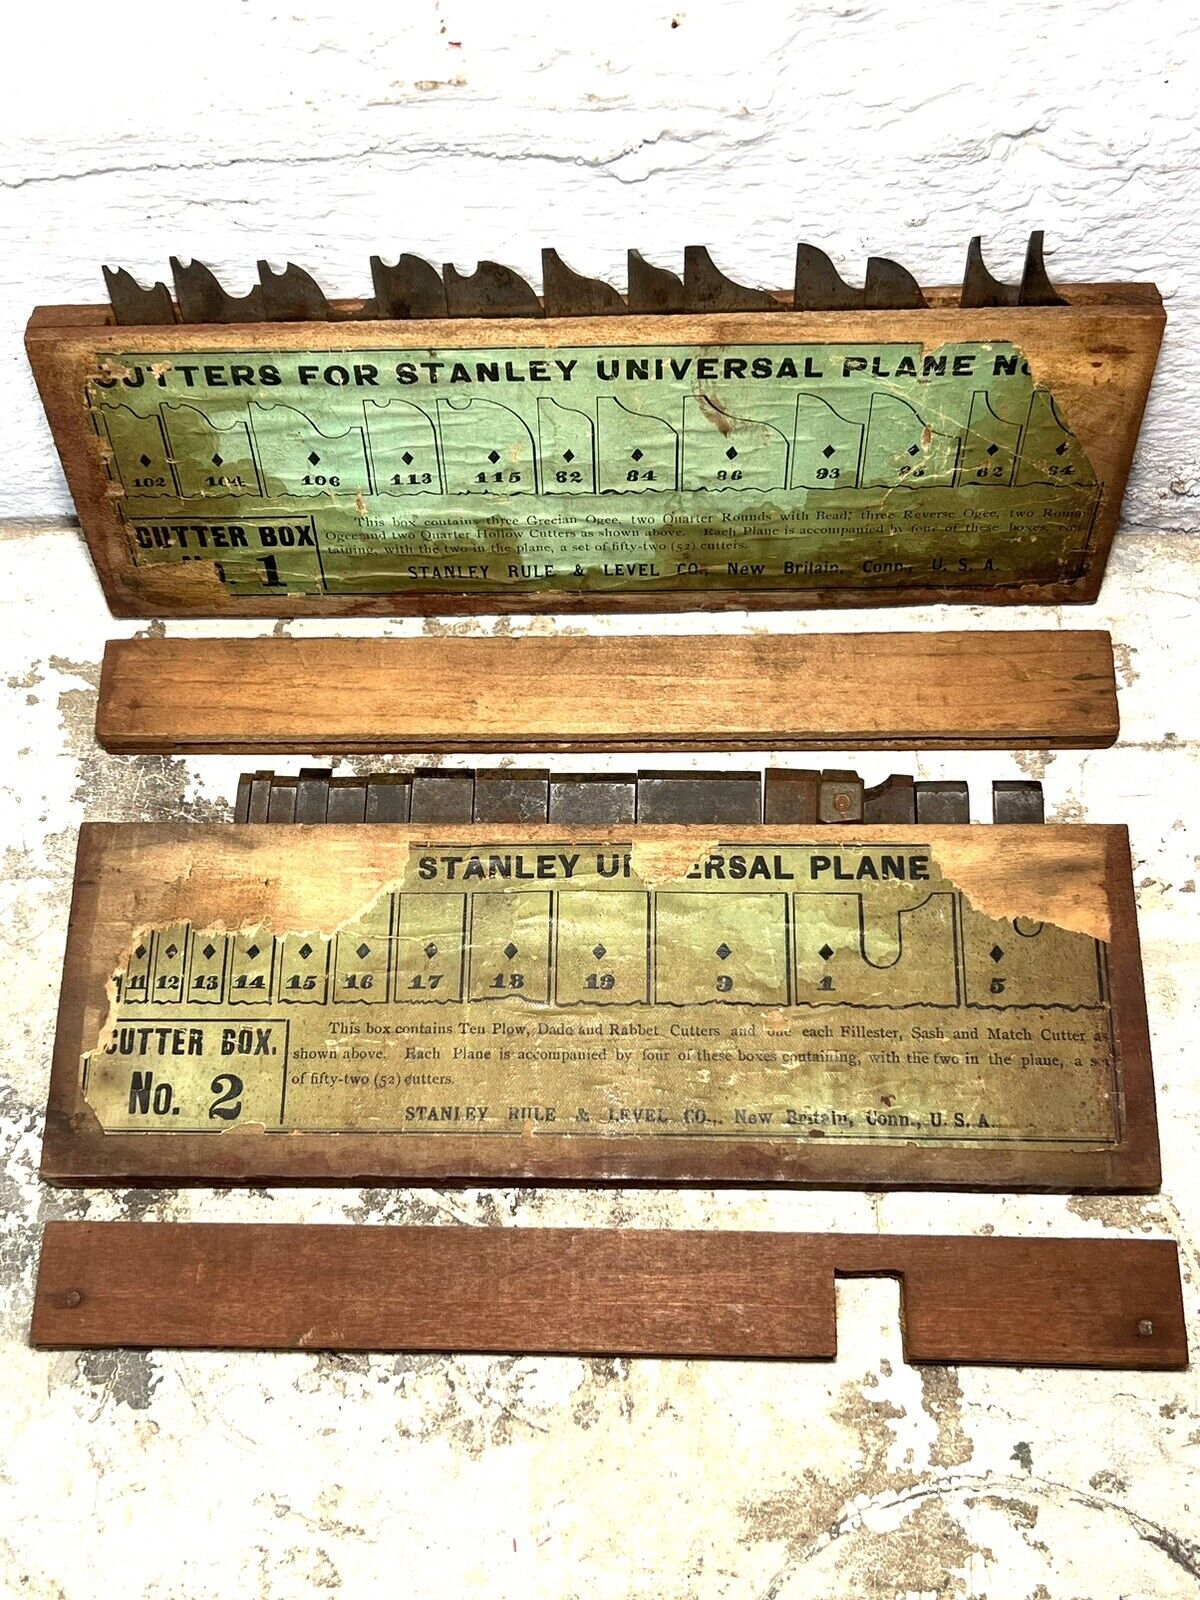 CUTTERS FOR STANLEY UNIVERSAL PLANE
102 104 106 113 115 82 84 86 93 95 62 64
CUTTER BOX
1
This box contains three Grecian Ogee, two Quarter Rounds with Bead, three Reverse Ogee, two Roman
Ogee and two Quarter Hollow Cutters as shown above. Each Plane is accompanied by four of these boxes, con-
taining, with the two in the plane, a set of fifty-two (52) cutters.
STANLEY RULE & LEVEL CO., New Britain, Conn., U. S. A.
STANLEY UNIVERSAL PLANE
11 12 13 14 15 16 17 18 19 9 1 5
CUTTER BOX.
No. 2
This box contains Ten Plow, Dado and Rabbet Cutters and one each Fillester, Sash and Match Cutter as
shown above. Each Plane is accompanied by four of these boxes containing, with the two in the plane, a set
of fifty-two (52) cutters.
STANLEY RULE & LEVEL CO., New Britain, Conn., U. S. A.